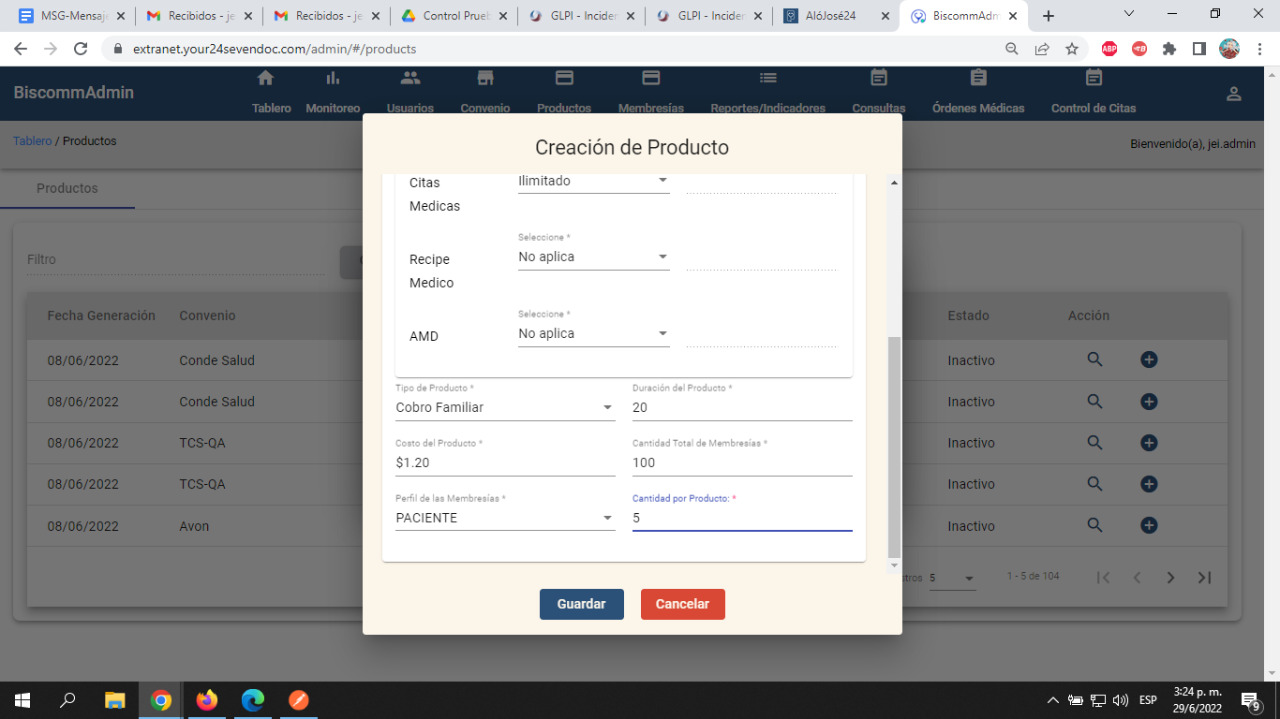 MSG-Mensaj
Recibidos - je
Recibidos - je
Control Prueb
GLPI - Inciden
GLPI - Inciden
AlóJosé24
BiscommAdm
extranet.your24sevendoc.com/admin/#/products
ABP
BiscommAdmin
Tablero
Monitoreo
Usuarios
Convenio
Productos
Membresías
Reportes/Indicadores
Consultas
Órdenes Médicas
Control de Citas
Tablero / Productos
Bienvenido(a), jei.admin
Productos
Filtro
Fecha Generación
Convenio
Estado
Acción
08/06/2022
Conde Salud
Inactivo
08/06/2022
Conde Salud
Inactivo
08/06/2022
TCS-QA
Inactivo
08/06/2022
TCS-QA
Inactivo
08/06/2022
Avon
Inactivo
stros
5
1 - 5 de 104
Creación de Producto
Citas
Medicas
Ilimitado
Seleccione *
Recipe
Medico
No aplica
Seleccione *
AMD
No aplica
Tipo de Producto *
Duración del Producto *
Cobro Familiar
20
Costo del Producto *
Cantidad Total de Membresías *
$1.20
100
Perfil de las Membresías *
Cantidad por Producto: *
PACIENTE
5
Guardar
Cancelar
ESP
3:24 p. m.
29/6/2022
9